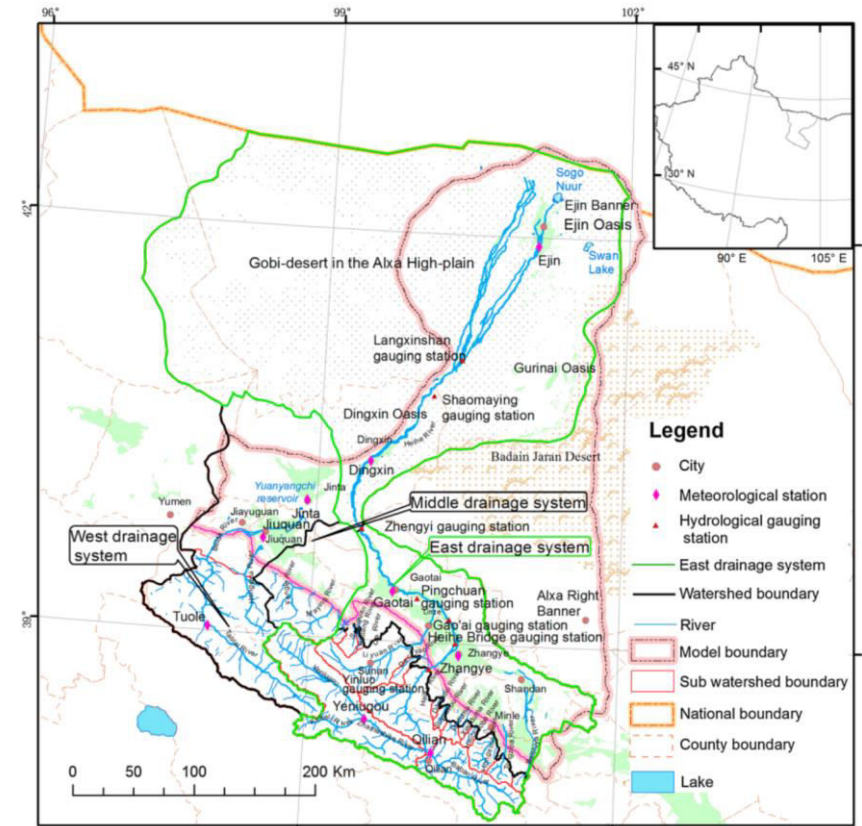 96°
99°
102°
45° N
30° N
90° E
105° E
42°
39°
Sogo
Nuur
Ejin Banner
Ejin Oasis
Ejin
Swan
Lake
Gobi-desert in the Alxa High-plain
Langxinshan
gauging station
Gurinai Oasis
Shaomaying
gauging station
Dingxin Oasis
Dingxin
Heihe River
Dingxin
Badain Jaran Desert
Yuanyangchi
reservoir
Jinta
Jinta
Yumen
Jiayuguan
Jiuquan
Jiuquan
Middle drainage system
Zhengyi gauging station
West drainage
system
East drainage system
Gaotai
Pingchuan
gauging station
Gaotai
Alxa Right
Banner
Gao'ai gauging station
Heihe Bridge gauging station
Tuole
Li yuan River
Zhangye
Zhangye
Sunan
Yinluo
gauging station
Shandan
Yeniugou
Minle
Qilian
Qilian
0 50 100 200 Km
Legend
City
Meteorological station
Hydrological gauging
station
East drainage system
Watershed boundary
River
Model boundary
Sub watershed boundary
National boundary
County boundary
Lake